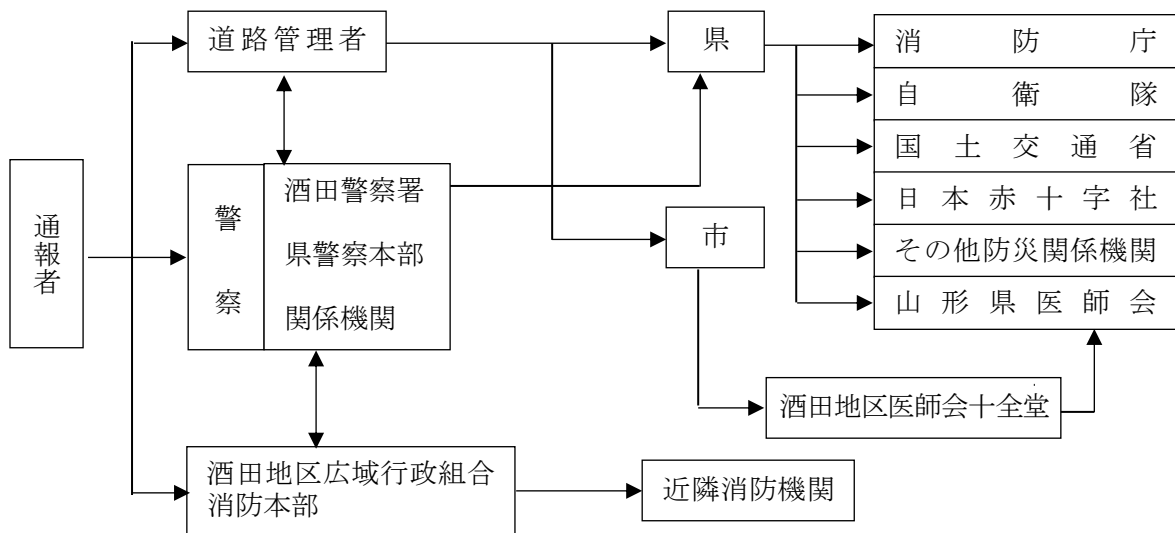 通報者
道路管理者
警察
酒田警察署
県警察本部
関係機関
酒田地区広域行政組合
消防本部
近隣消防機関
県
市
酒田地区医師会十全堂
消防庁
自衛隊
国土交通省
日本赤十字社
その他防災関係機関
山形県医師会